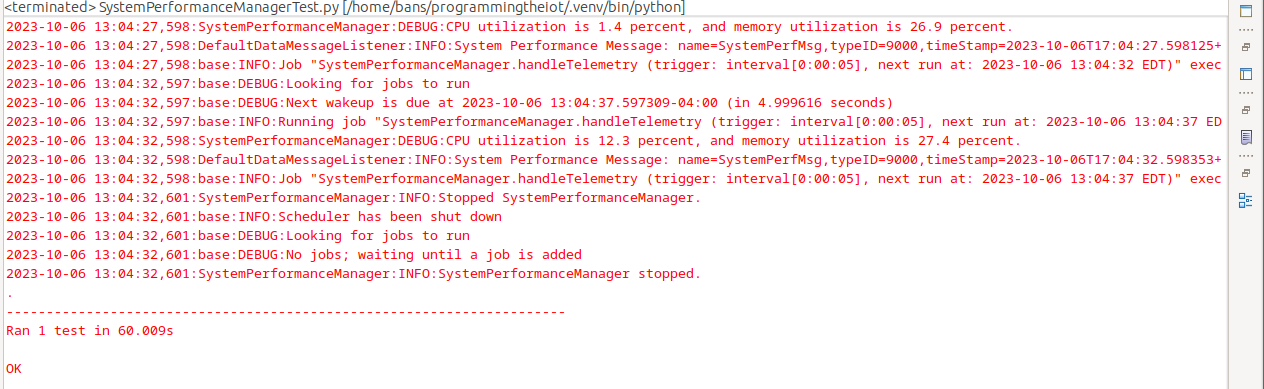 <terminated> SystemPerformanceManagerTest.py [/home/bans/programmingtheiot/.venv/bin/python]
2023-10-06 13:04:27,598:SystemPerformanceManager:DEBUG:CPU utilization is 1.4 percent, and memory utilization is 26.9 percent.
2023-10-06 13:04:27,598:DefaultDataMessageListener:INFO:System Performance Message: name=SystemPerfMsg,typeID=9000,timeStamp=2023-10-06T17:04:27.598125+
2023-10-06 13:04:27,598:base:INFO:Job "SystemPerformanceManager.handleTelemetry (trigger: interval[0:00:05], next run at: 2023-10-06 13:04:32 EDT)" exec
2023-10-06 13:04:32,597:base:DEBUG:Looking for jobs to run
2023-10-06 13:04:32,597:base:DEBUG:Next wakeup is due at 2023-10-06 13:04:37.597309-04:00 (in 4.999616 seconds)
2023-10-06 13:04:32,597:base:INFO:Running job "SystemPerformanceManager.handleTelemetry (trigger: interval[0:00:05], next run at: 2023-10-06 13:04:37 ED
2023-10-06 13:04:32,598:SystemPerformanceManager:DEBUG:CPU utilization is 12.3 percent, and memory utilization is 27.4 percent.
2023-10-06 13:04:32,598:DefaultDataMessageListener:INFO:System Performance Message: name=SystemPerfMsg,typeID=9000,timeStamp=2023-10-06T17:04:32.598353+
2023-10-06 13:04:32,598:base:INFO:Job "SystemPerformanceManager.handleTelemetry (trigger: interval[0:00:05], next run at: 2023-10-06 13:04:37 EDT)" exec
2023-10-06 13:04:32,601:SystemPerformanceManager:INFO:Stopped SystemPerformanceManager.
2023-10-06 13:04:32,601:base:INFO:Scheduler has been shut down
2023-10-06 13:04:32,601:base:DEBUG:Looking for jobs to run
2023-10-06 13:04:32,601:base:DEBUG:No jobs; waiting until a job is added
2023-10-06 13:04:32,601:SystemPerformanceManager:INFO:SystemPerformanceManager stopped.
.
----------------------------------------------------------------------
Ran 1 test in 60.009s
OK